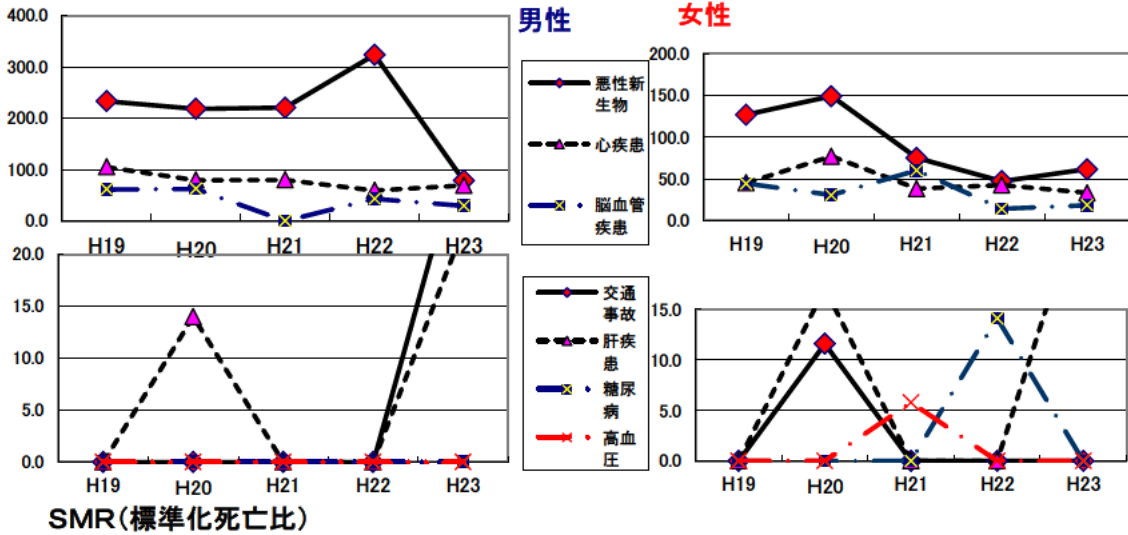 男性
女性
400.0
300.0
200.0
100.0
0.0
H19
H20
H21
H22
H23
悪性新
生物
心疾患
脳血管
疾患
200.0
150.0
100.0
50.0
0.0
H19
H20
H21
H22
H23
20.0
15.0
10.0
5.0
0.0
H19
H20
H21
H22
H23
交通
事故
肝疾
患
糖尿
病
高血
圧
15.0
10.0
5.0
0.0
H19
H20
H21
H22
H23
SMR(標準化死亡比)